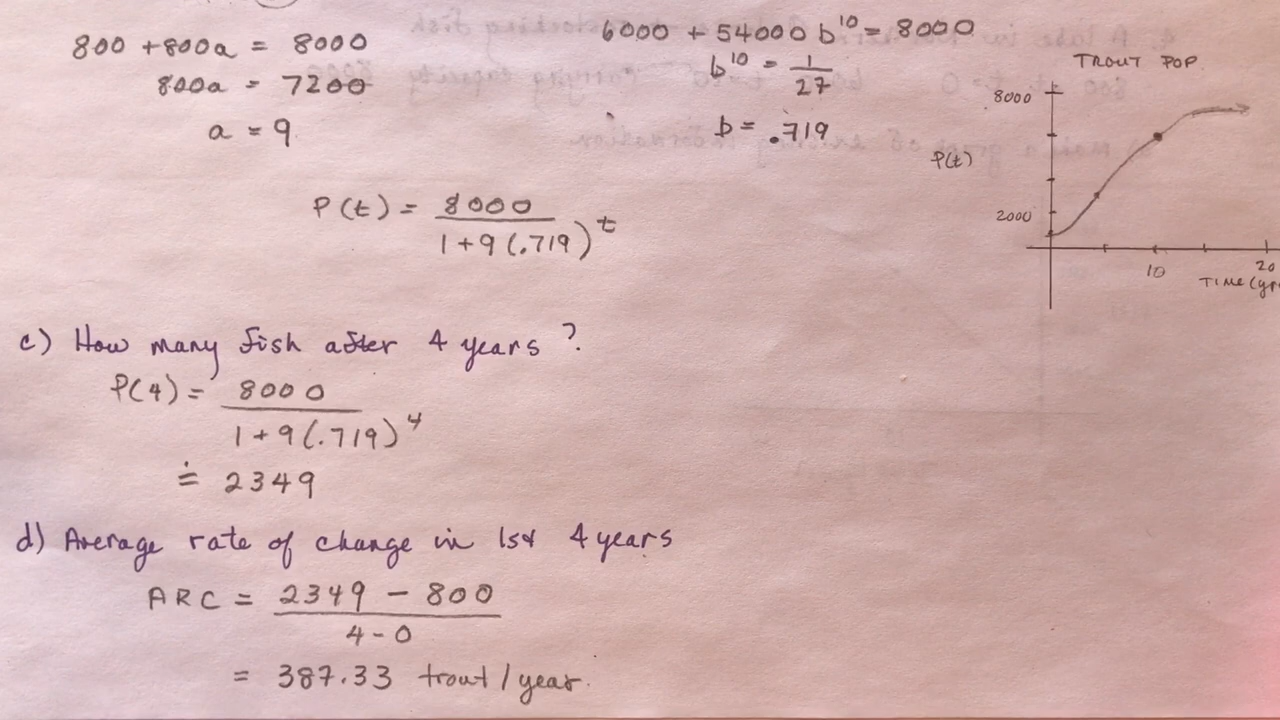 800 + 800a = 8000
800a = 7200
a = 9
6000 + 54000 b^10 = 8000
b^10 = 1/27
b = .719
TROUT POP.
8000
P(t)
2000
10
20
TIME (yr
P(t) = 8000 / 1 + 9(.719)^t
c) How many fish after 4 years?
P(4) = 8000 / 1 + 9(.719)^4
≐ 2349
d) Average rate of change in 1st 4 years
ARC = 2349 - 800 / 4 - 0
= 387.33 trout / year.